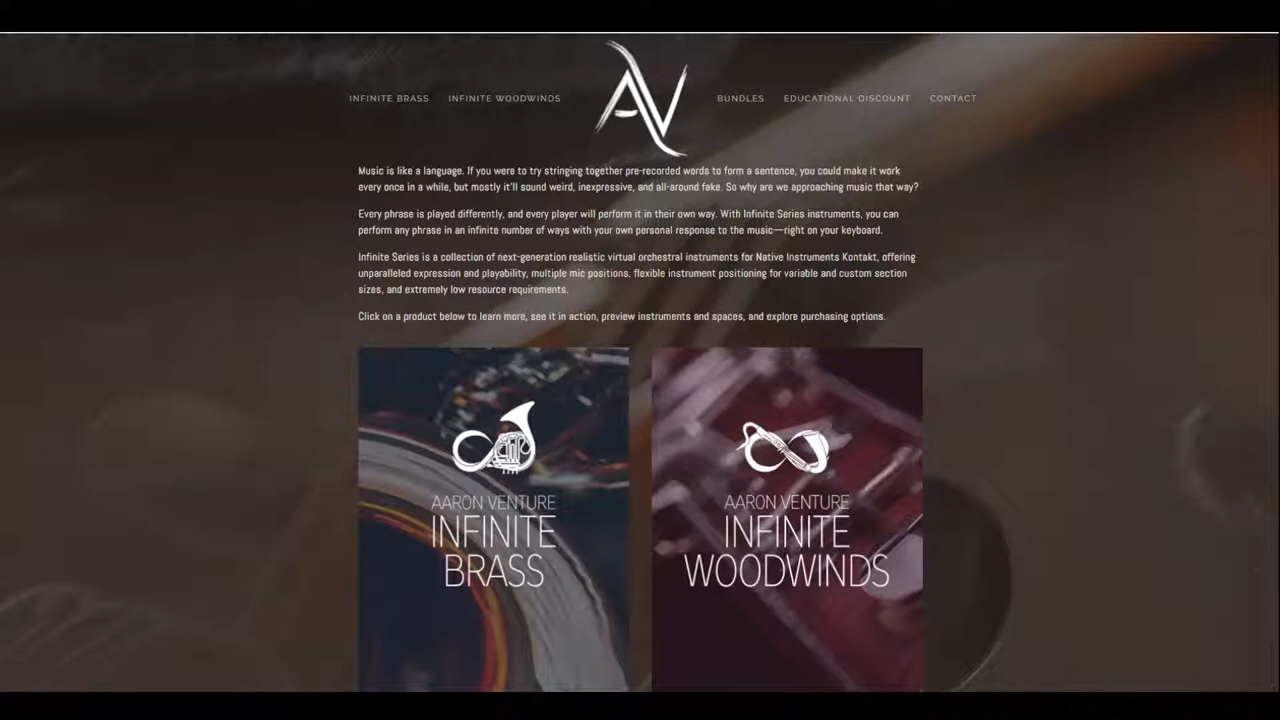 INFINITE BRASS
INFINITE WOODWINDS
AV
BUNDLES
EDUCATIONAL DISCOUNT
CONTACT
Music is like a language. If you were to try stringing together pre-recorded words to form a sentence, you could make it work
every once in a while, but mostly it'll sound weird, inexpressive, and all-around fake. So why are we approaching music that way?
Every phrase is played differently, and every player will perform it in their own way. With Infinite Series instruments, you can
perform any phrase in an infinite number of ways with your own personal response to the music—right on your keyboard.
Infinite Series is a collection of next-generation realistic virtual orchestral instruments for Native Instruments Kontakt, offering
unparalleled expression and playability, multiple mic positions, flexible instrument positioning for variable and custom section
sizes, and extremely low resource requirements.
Click on a product below to learn more, see it in action, preview instruments and spaces, and explore purchasing options.
AARON VENTURE
INFINITE
BRASS
AARON VENTURE
INFINITE
WOODWINDS